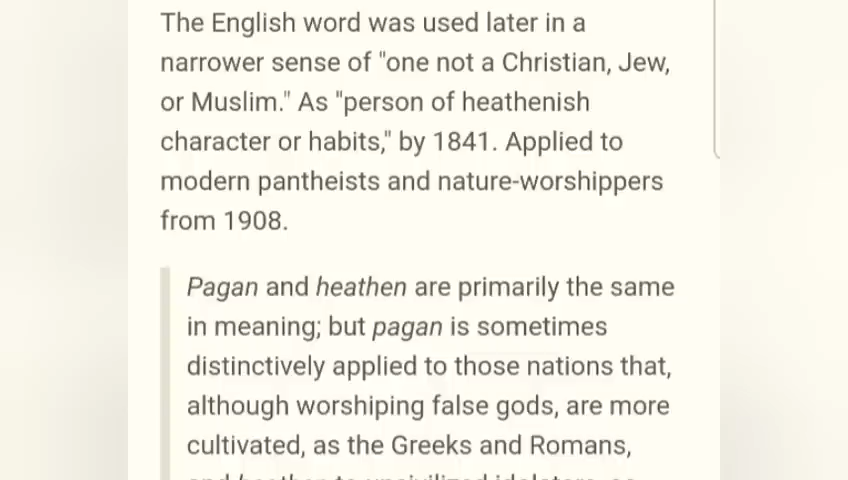 The English word was used later in a
narrower sense of "one not a Christian, Jew,
or Muslim." As "person of heathenish
character or habits," by 1841. Applied to
modern pantheists and nature-worshippers
from 1908.
Pagan and heathen are primarily the same
in meaning; but pagan is sometimes
distinctively applied to those nations that,
although worshiping false gods, are more
cultivated, as the Greeks and Romans,